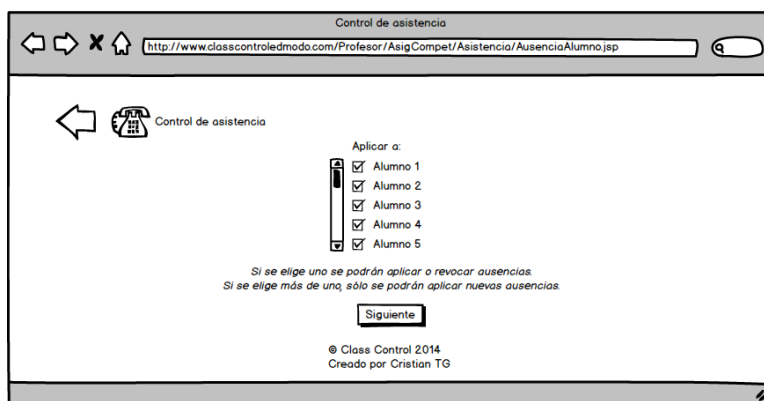 Control de asistencia
http://www.classcontroledmodo.com/Profesor/AsigCompet/Asistencia/AusenciaAlumno.jsp
Control de asistencia
Aplicar a:
Alumno 1
Alumno 2
Alumno 3
Alumno 4
Alumno 5
Si se elige uno se podrán aplicar o revocar ausencias.
Si se elige más de uno, sólo se podrán aplicar nuevas ausencias.
Siguiente
© Class Control 2014
Creado por Cristian TG